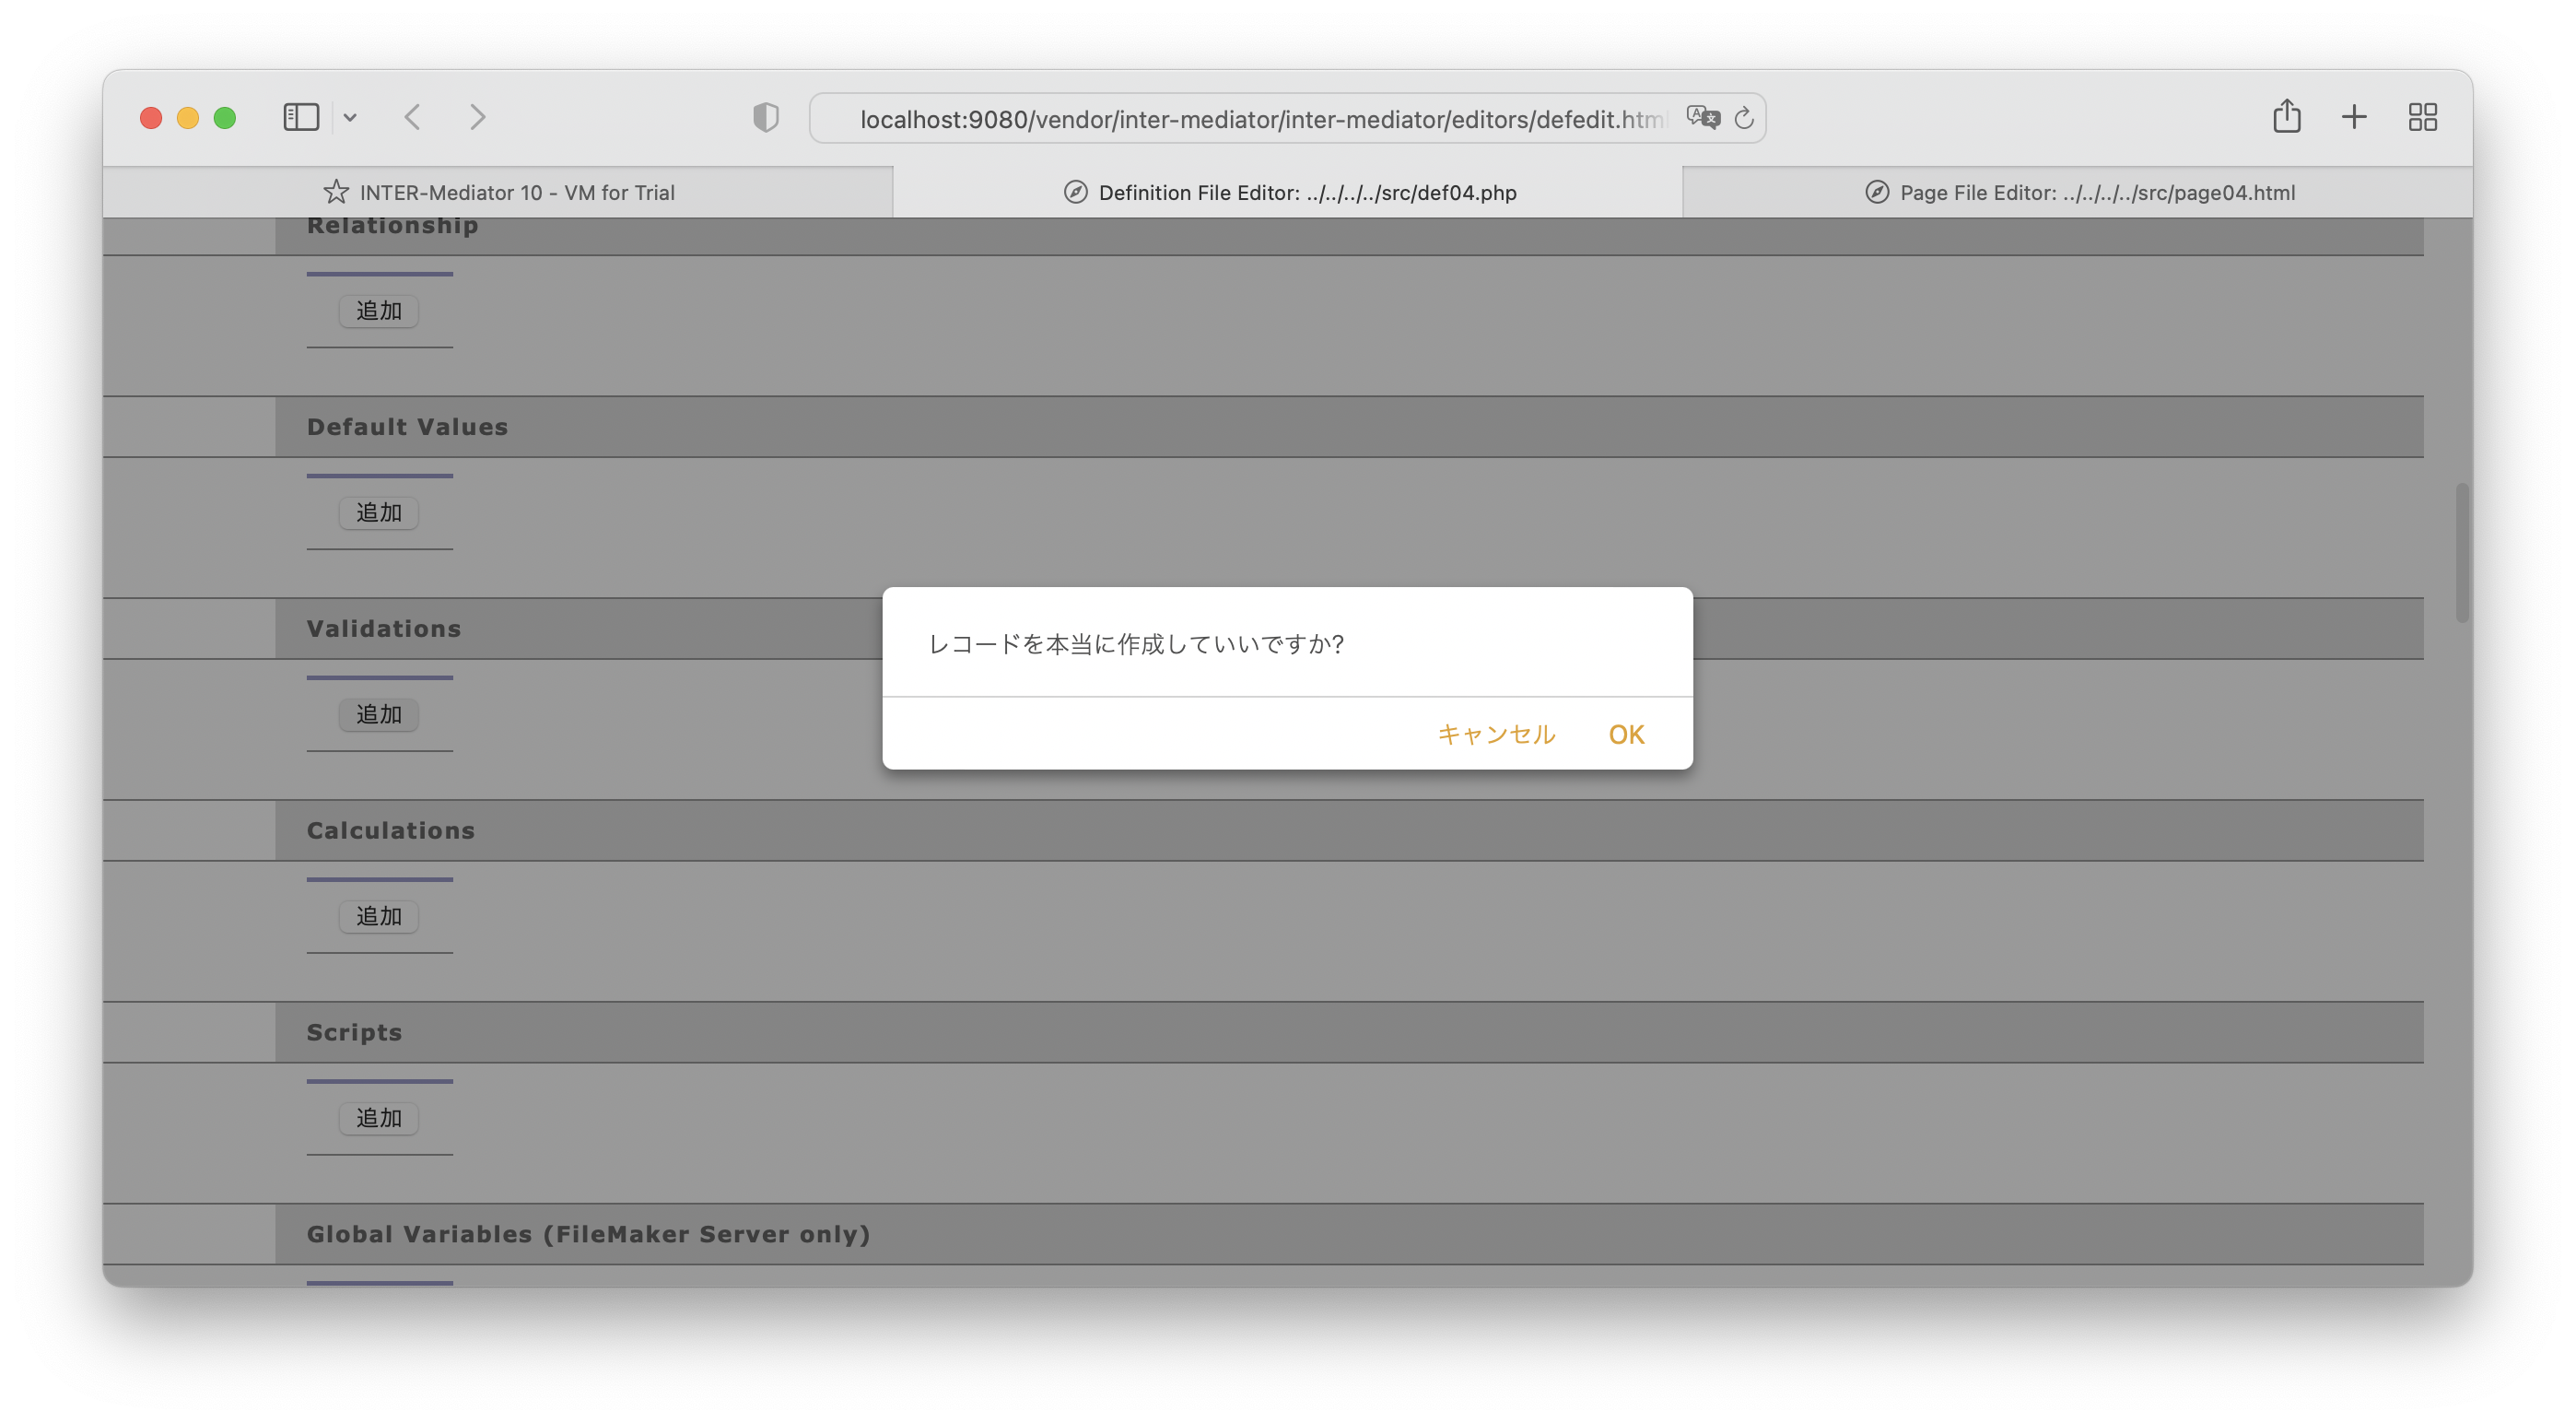 localhost:9080/vendor/inter-mediator/inter-mediator/editors/defedit.html
INTER-Mediator 10 - VM for Trial
Definition File Editor: ../../../../src/def04.php
Page File Editor: ../../../../src/page04.html
Relationship
追加
Default Values
追加
Validations
追加
レコードを本当に作成していいですか?
キャンセル OK
Calculations
追加
Scripts
追加
Global Variables (FileMaker Server only)